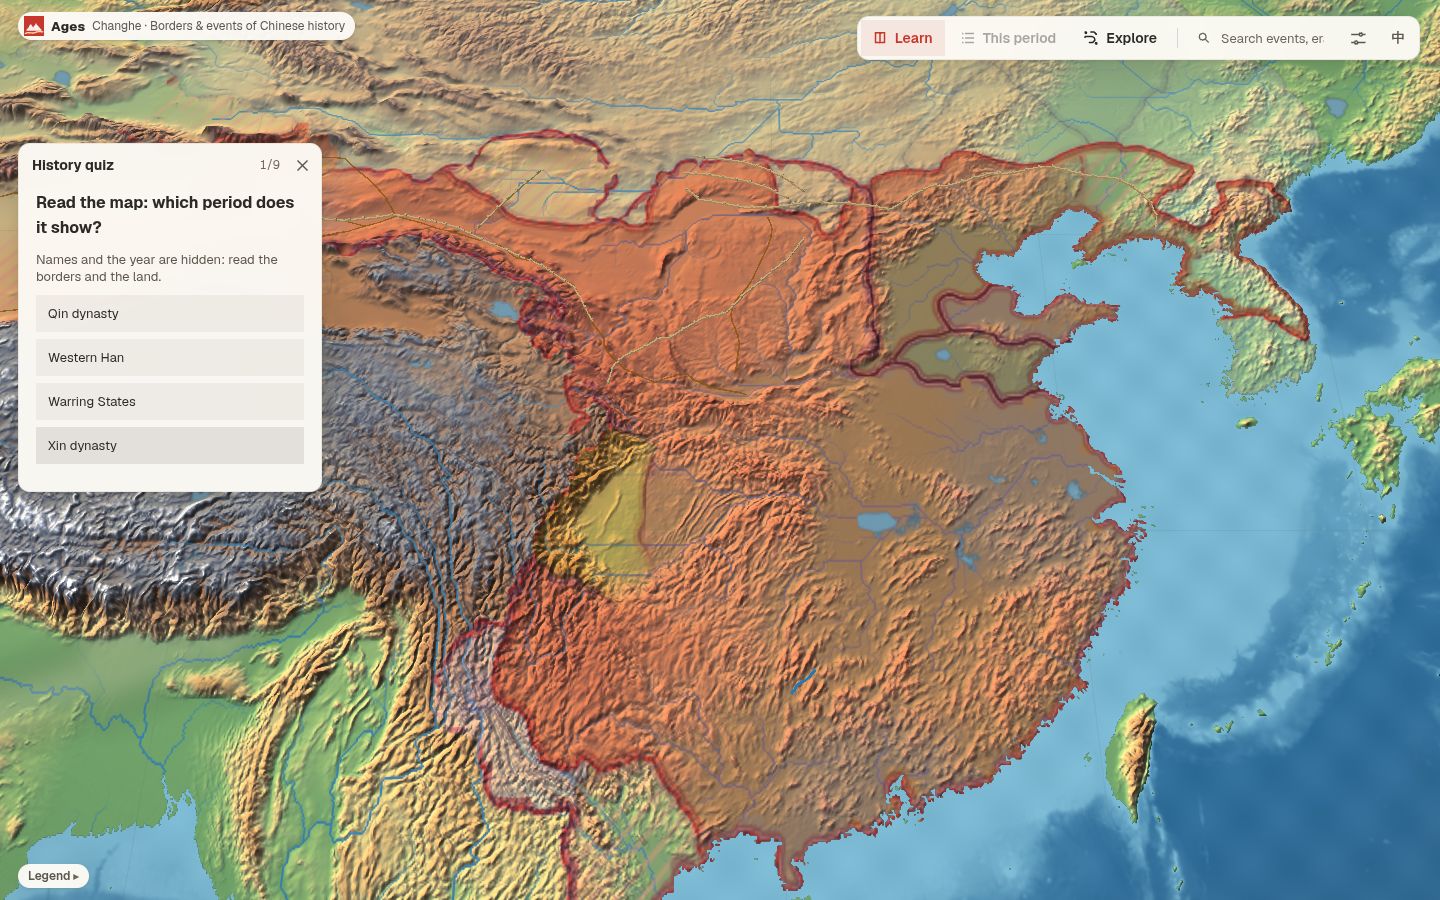 Ages Changhe · Borders & events of Chinese history
Learn
This period
Explore
Search events, er
中
History quiz
1/9
Read the map: which period does
it show?
Names and the year are hidden: read the
borders and the land.
Qin dynasty
Western Han
Warring States
Xin dynasty
Legend ▸